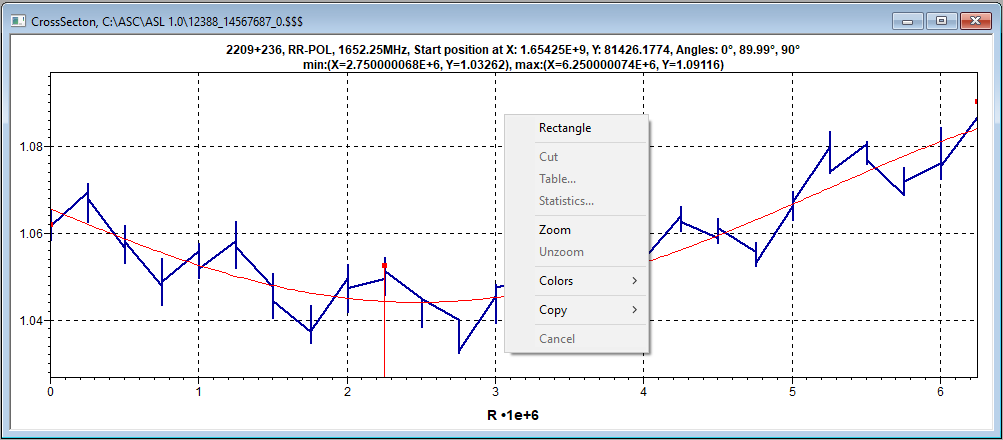 CrossSecton, C:\ASC\ASL 1.0\12388_14567687_0.$$$
2209+236, RR-POL, 1652.25MHz, Start position at X: 1.65425E+9, Y: 81426.1774, Angles: 0°, 89.99°, 90°
min:(X=2.750000068E+6, Y=1.03262), max:(X=6.250000074E+6, Y=1.09116)
1.08
1.06
1.04
Rectangle
Cut
Table...
Statistics...
Zoom
Unzoom
Colors
Copy
Cancel
0 1 2 3 4 5 6
R •1e+6